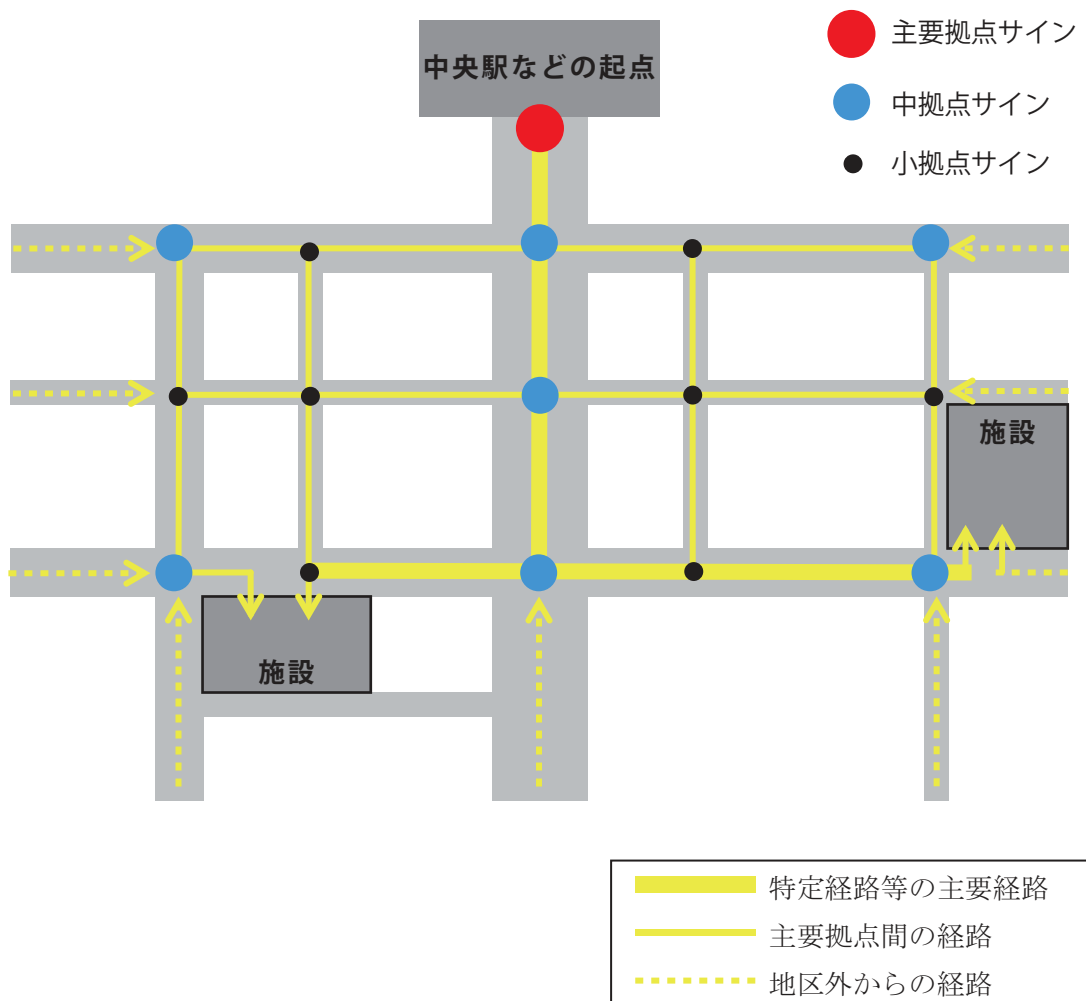 中央駅などの起点
主要拠点サイン
中拠点サイン
小拠点サイン
施設
施設
特定経路等の主要経路
主要拠点間の経路
地区外からの経路